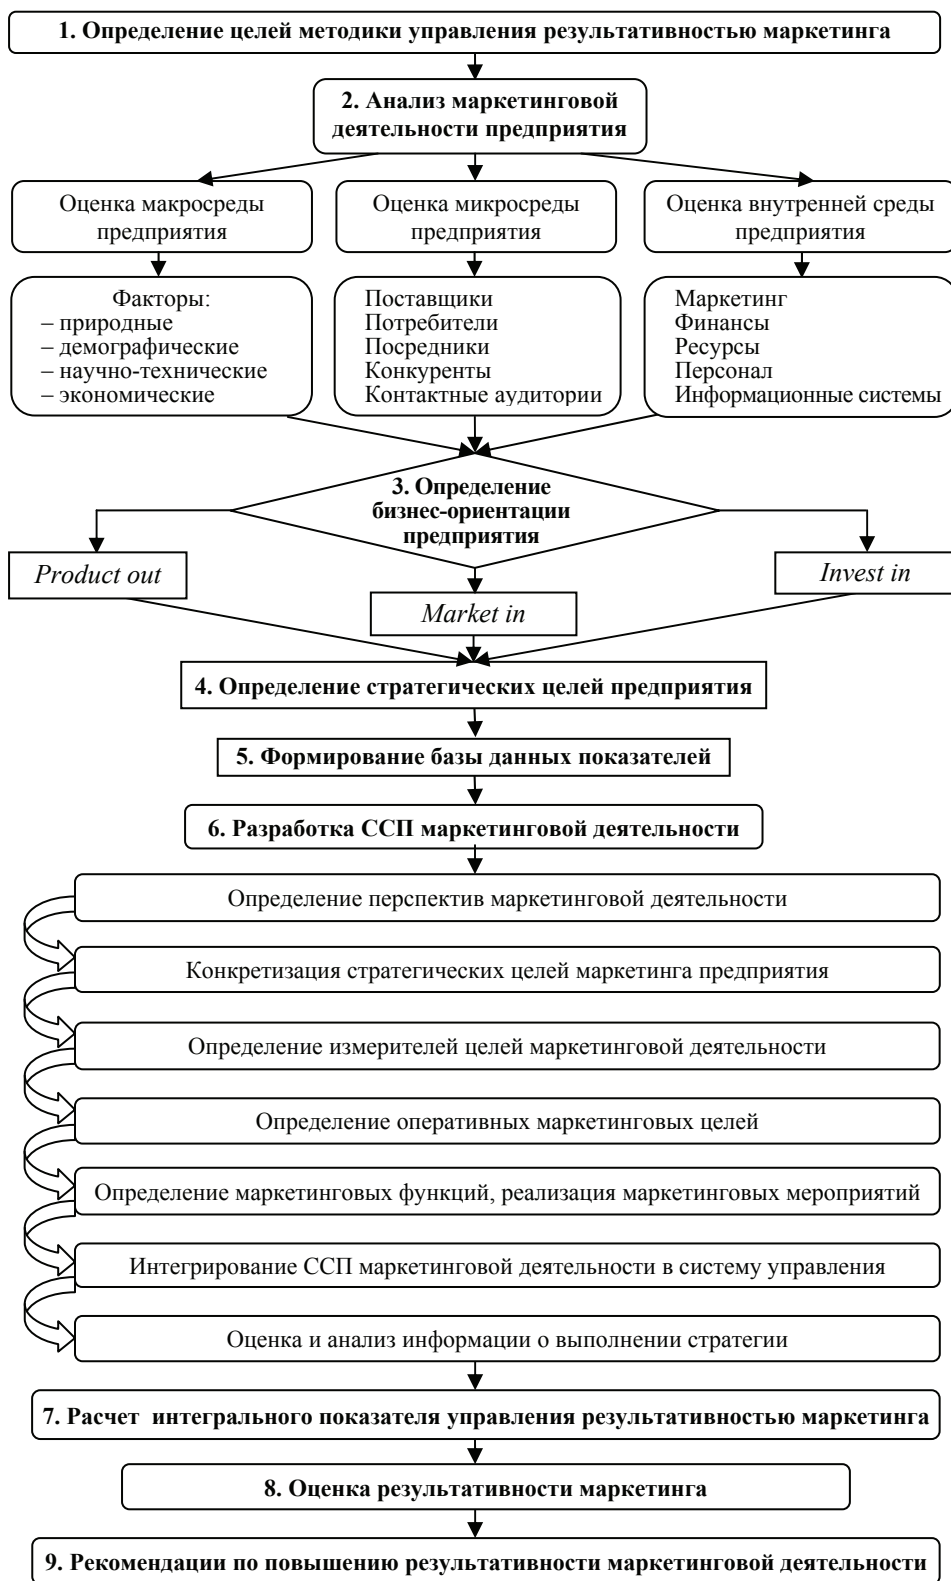 1. Определение целей методики управления результативностью маркетинга
2. Анализ маркетинговой
деятельности предприятия
Оценка макросреды
предприятия
Оценка микросреды
предприятия
Оценка внутренней среды
предприятия
Факторы:
– природные
– демографические
– научно-технические
– экономические
Поставщики
Потребители
Посредники
Конкуренты
Контактные аудитории
Маркетинг
Финансы
Ресурсы
Персонал
Информационные системы
3. Определение
бизнес-ориентации
предприятия
Product out
Market in
Invest in
4. Определение стратегических целей предприятия
5. Формирование базы данных показателей
6. Разработка ССП маркетинговой деятельности
Определение перспектив маркетинговой деятельности
Конкретизация стратегических целей маркетинга предприятия
Определение измерителей целей маркетинговой деятельности
Определение оперативных маркетинговых целей
Определение маркетинговых функций, реализация маркетинговых мероприятий
Интегрирование ССП маркетинговой деятельности в систему управления
Оценка и анализ информации о выполнении стратегии
7. Расчет интегрального показателя управления результативностью маркетинга
8. Оценка результативности маркетинга
9. Рекомендации по повышению результативности маркетинговой деятельности